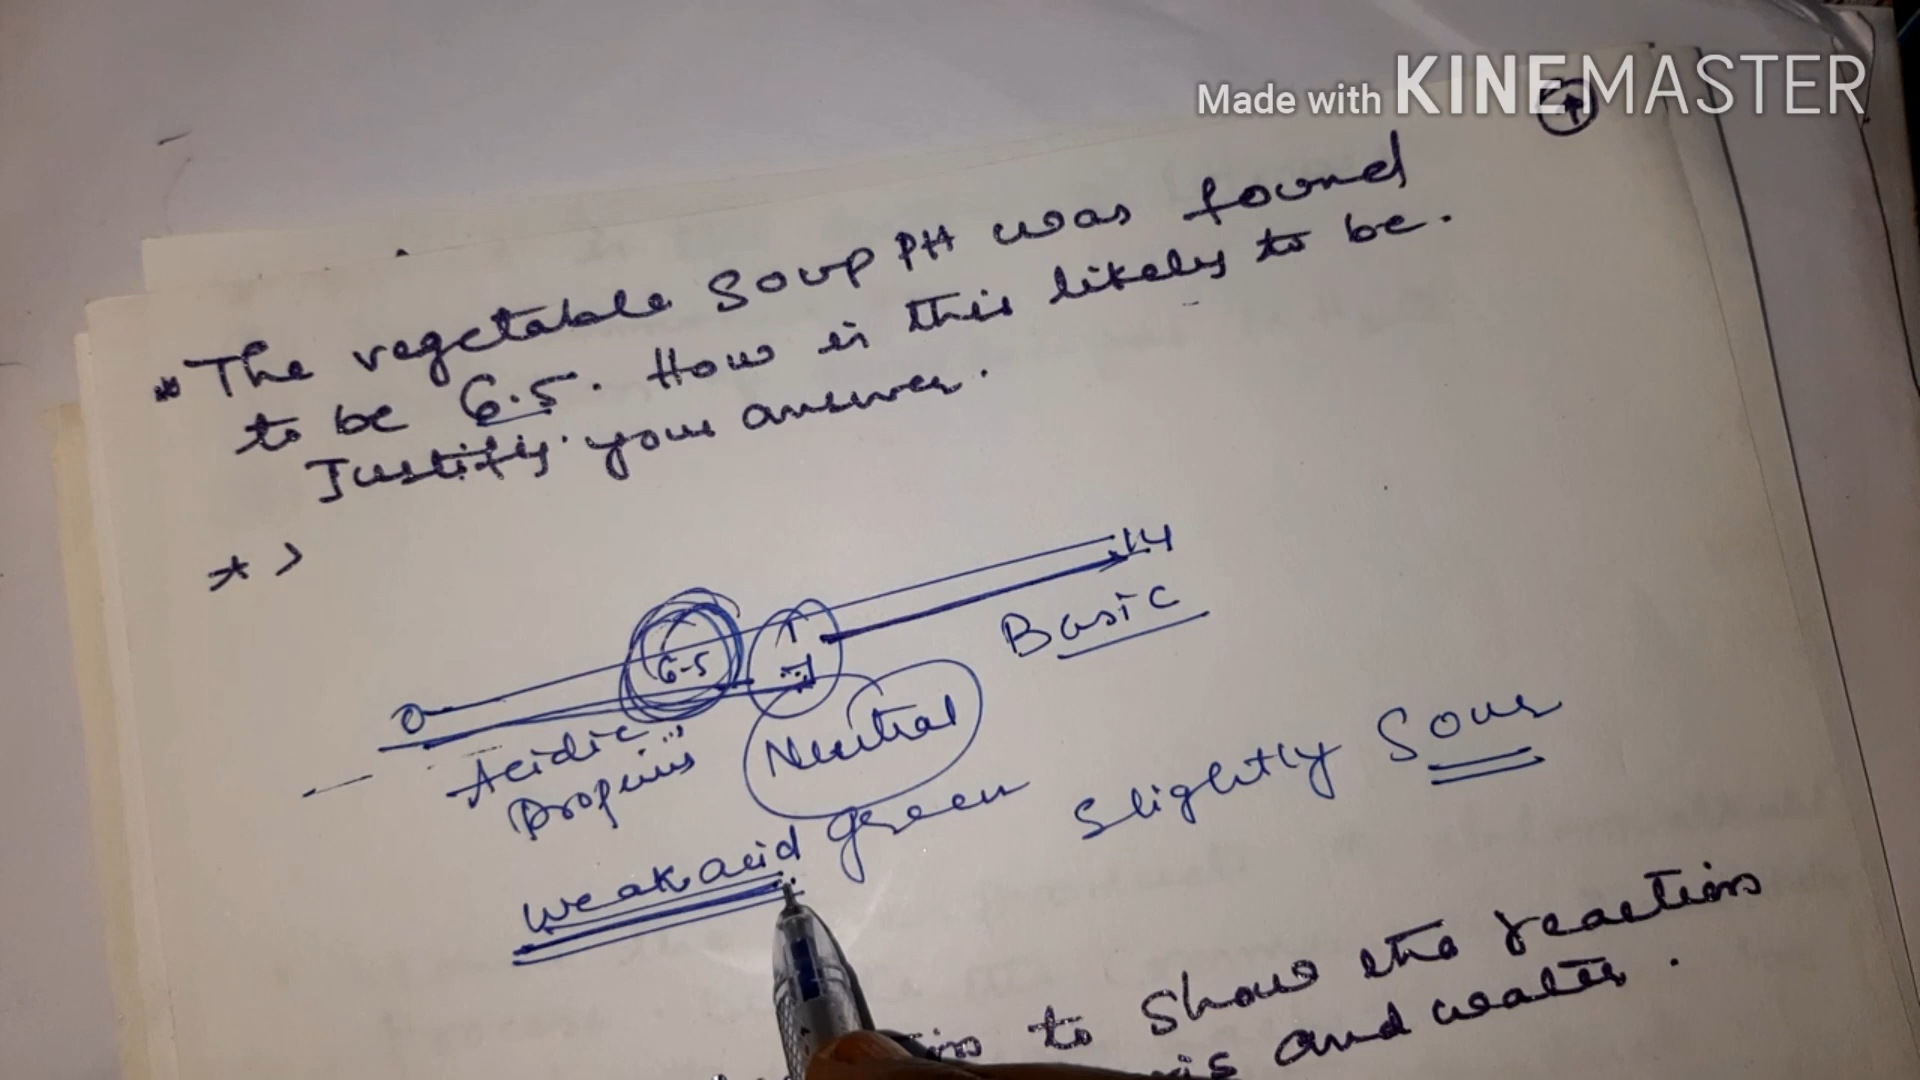 Made with KINEMASTER
* The vegetable Soup PH was found
to be 6.5. How is this likely to be.
Justify your answer.
* >
0 6.5 7 14
Acidic Neutral Basic
weak acid green Slightly Sour
to show the reaction
and water.